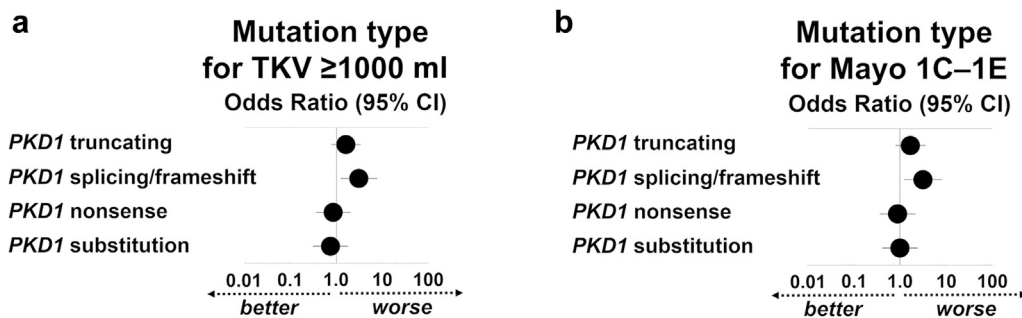 a
Mutation type
for TKV ≥1000 ml
Odds Ratio (95% CI)
PKD1 truncating
PKD1 splicing/frameshift
PKD1 nonsense
PKD1 substitution
0.01 0.1 1.0 10 100
better worse
b
Mutation type
for Mayo 1C–1E
Odds Ratio (95% CI)
PKD1 truncating
PKD1 splicing/frameshift
PKD1 nonsense
PKD1 substitution
0.01 0.1 1.0 10 100
better worse